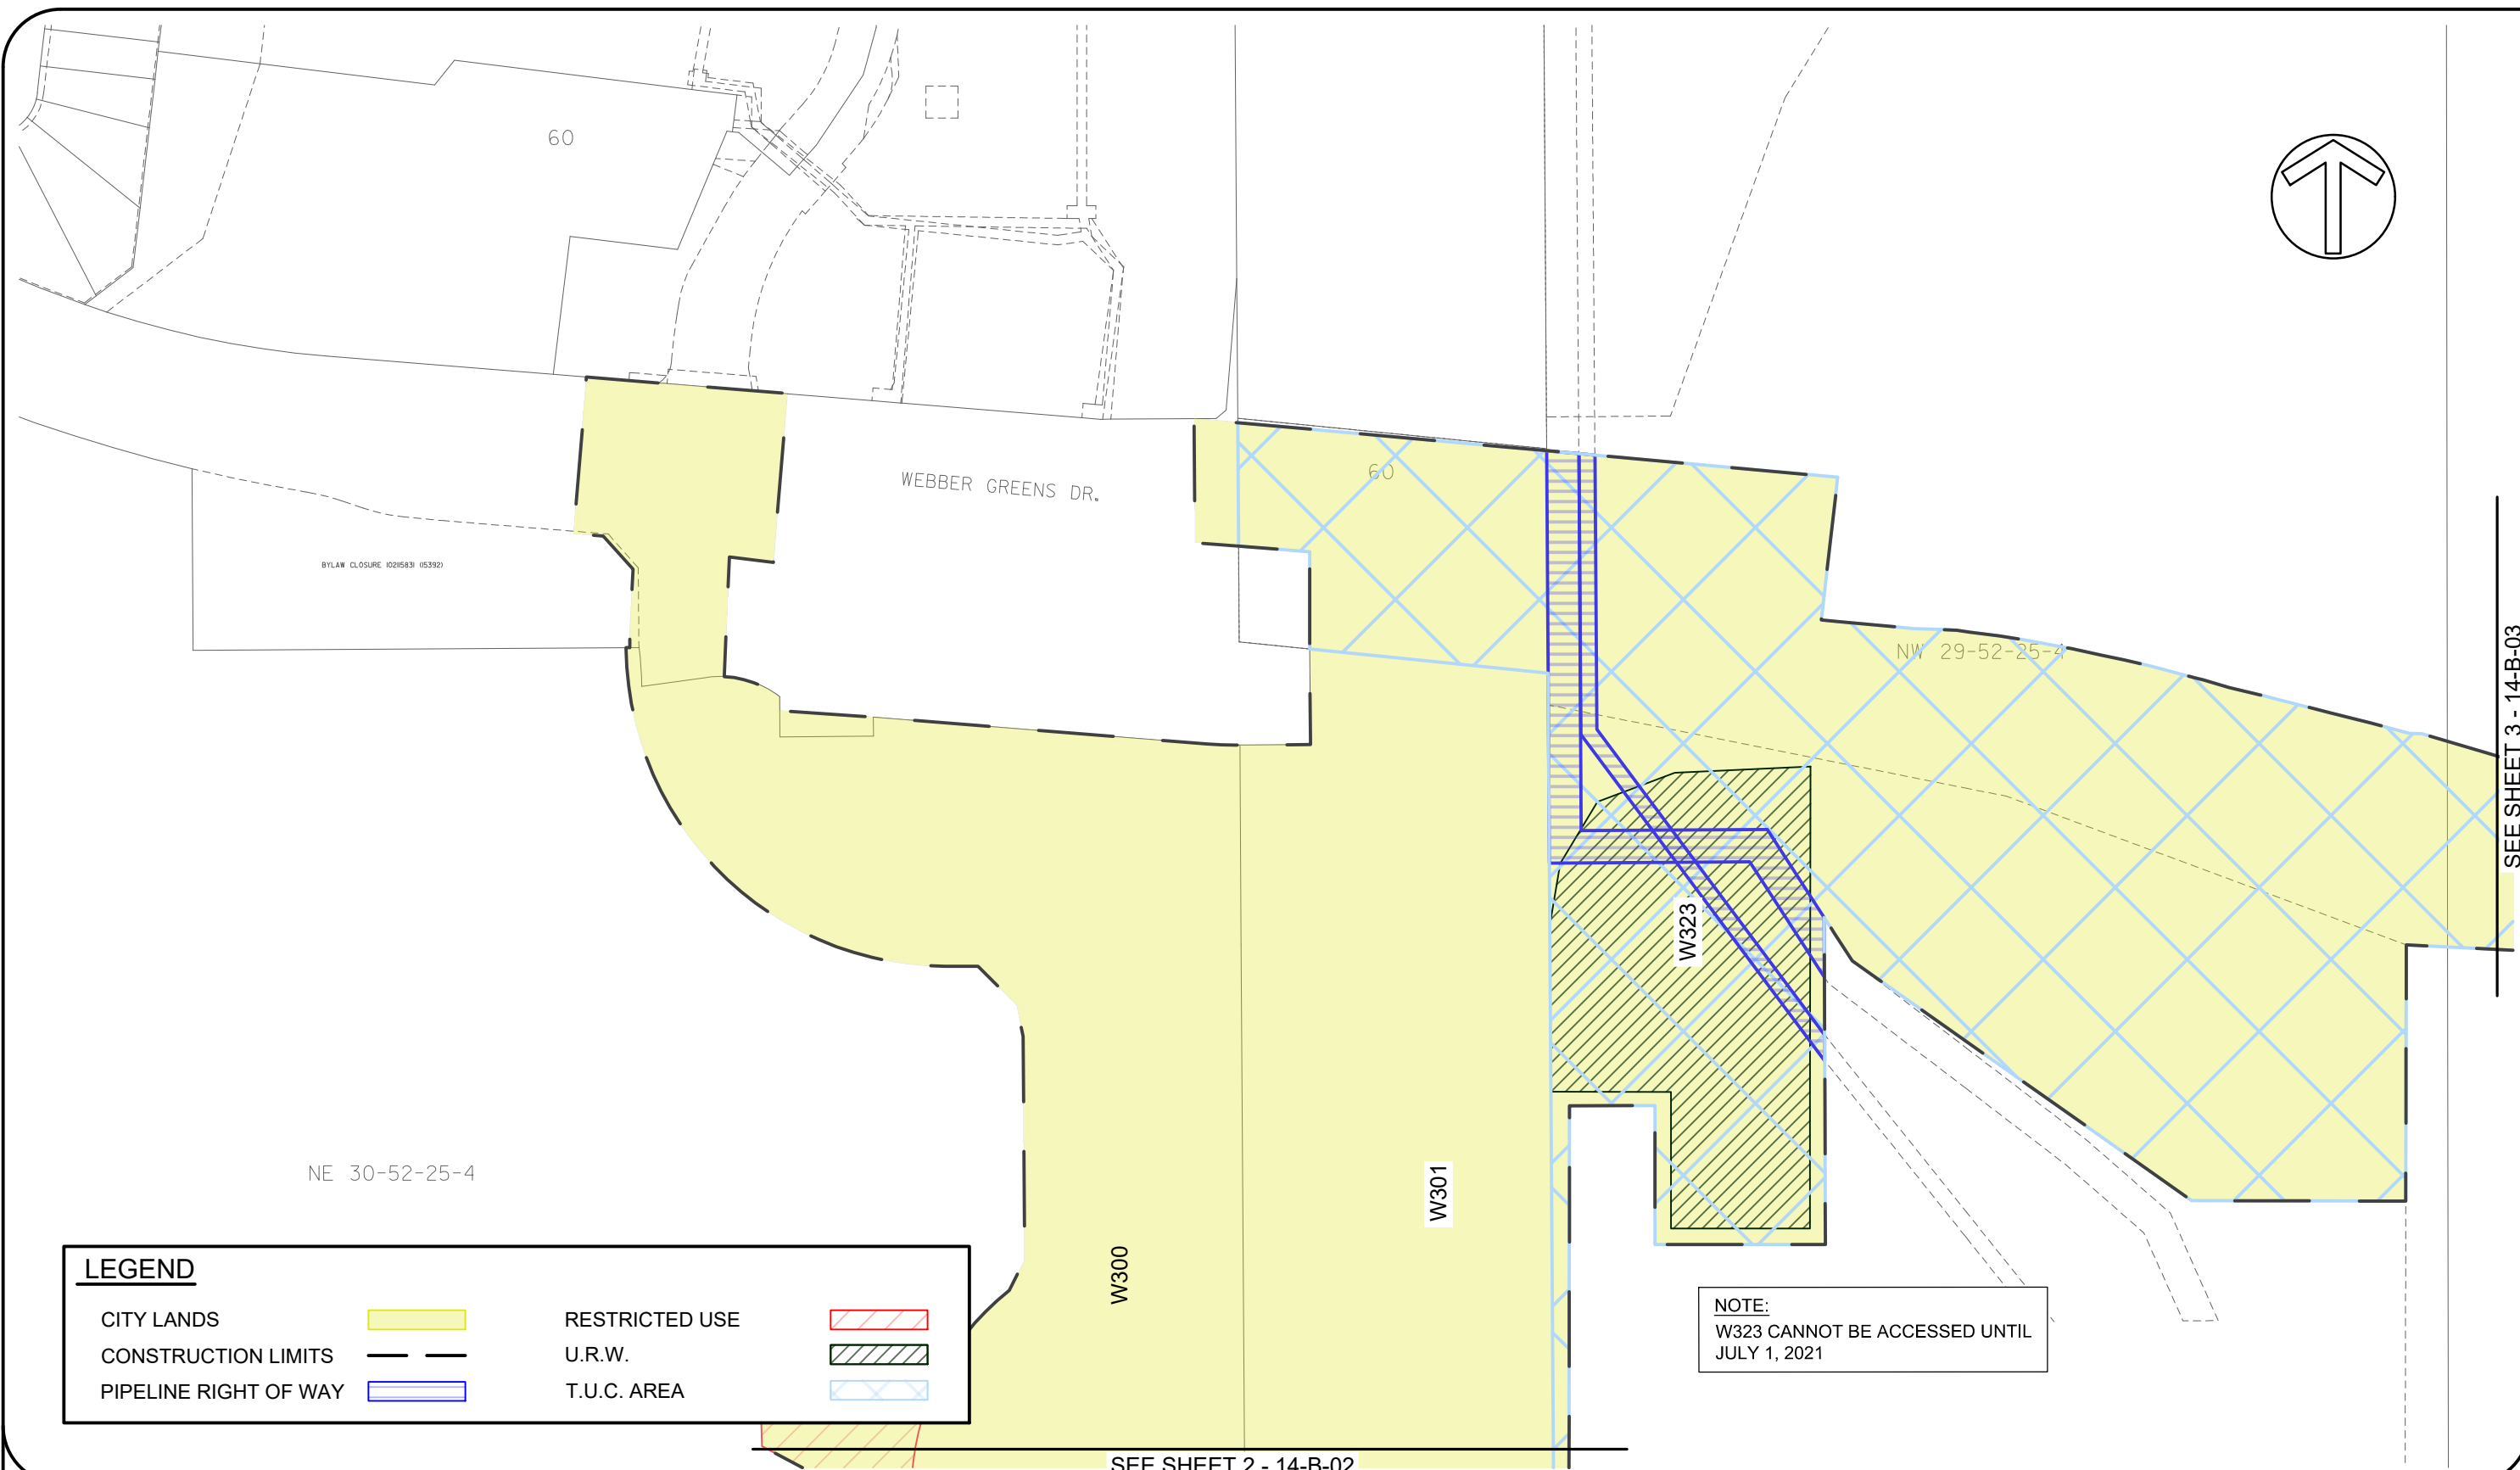 60
WEBBER GREENS DR.
60
BYLAW CLOSURE 102115831 (15392)
NW 29-52-25-4
SEE SHEET 3 - 14-B-03
W323
NE 30-52-25-4
W301
W300
LEGEND
CITY LANDS
CONSTRUCTION LIMITS
PIPELINE RIGHT OF WAY
RESTRICTED USE
U.R.W.
T.U.C. AREA
NOTE:
W323 CANNOT BE ACCESSED UNTIL
JULY 1, 2021
SEE SHEET 2 - 14-B-02